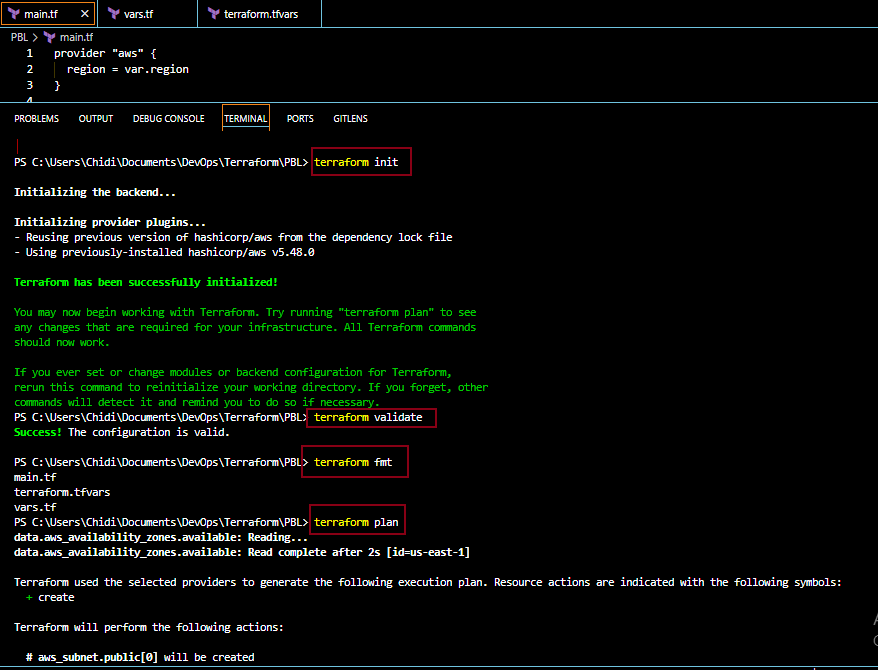 main.tf × vars.tf terraform.tfvars
PBL > main.tf
1 provider "aws" {
2 region = var.region
3 }
4
PROBLEMS OUTPUT DEBUG CONSOLE TERMINAL PORTS GITLENS
PS C:\Users\Chidi\Documents\DevOps\Terraform\PBL> terraform init
Initializing the backend...
Initializing provider plugins...
- Reusing previous version of hashicorp/aws from the dependency lock file
- Using previously-installed hashicorp/aws v5.48.0
Terraform has been successfully initialized!
You may now begin working with Terraform. Try running "terraform plan" to see
any changes that are required for your infrastructure. All Terraform commands
should now work.
If you ever set or change modules or backend configuration for Terraform,
rerun this command to reinitialize your working directory. If you forget, other
commands will detect it and remind you to do so if necessary.
PS C:\Users\Chidi\Documents\DevOps\Terraform\PBL> terraform validate
Success! The configuration is valid.
PS C:\Users\Chidi\Documents\DevOps\Terraform\PBL> terraform fmt
main.tf
terraform.tfvars
vars.tf
PS C:\Users\Chidi\Documents\DevOps\Terraform\PBL> terraform plan
data.aws_availability_zones.available: Reading...
data.aws_availability_zones.available: Read complete after 2s [id=us-east-1]
Terraform used the selected providers to generate the following execution plan. Resource actions are indicated with the following symbols:
+ create
Terraform will perform the following actions:
# aws_subnet.public[0] will be created